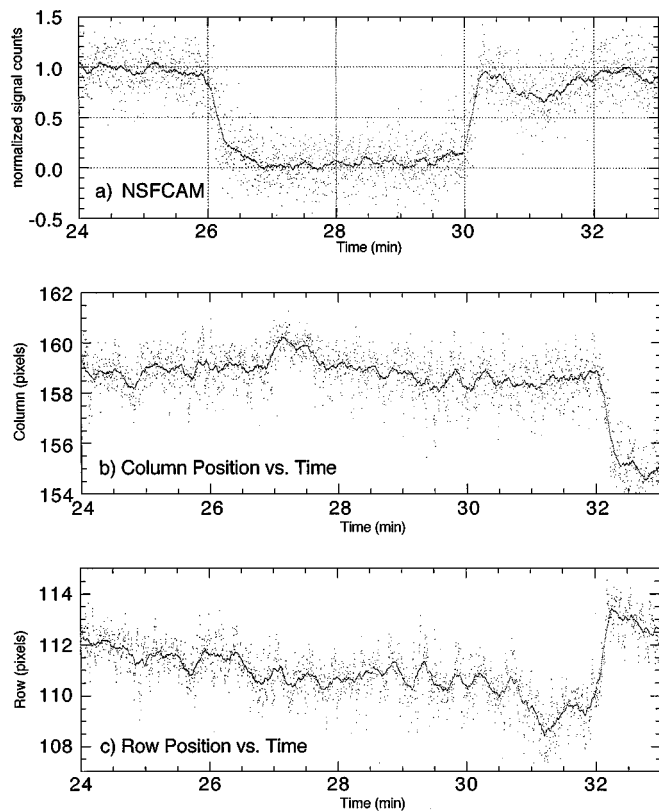 normalized signal counts
1.5
1.0
0.5
0.0
-0.5
a) NSFCAM
24 26 28 30 32
Time (min)
Column (pixels)
162
160
158
156
154
b) Column Position vs. Time
24 26 28 30 32
Time (min)
Row (pixels)
114
112
110
108
c) Row Position vs. Time
24 26 28 30 32
Time (min)